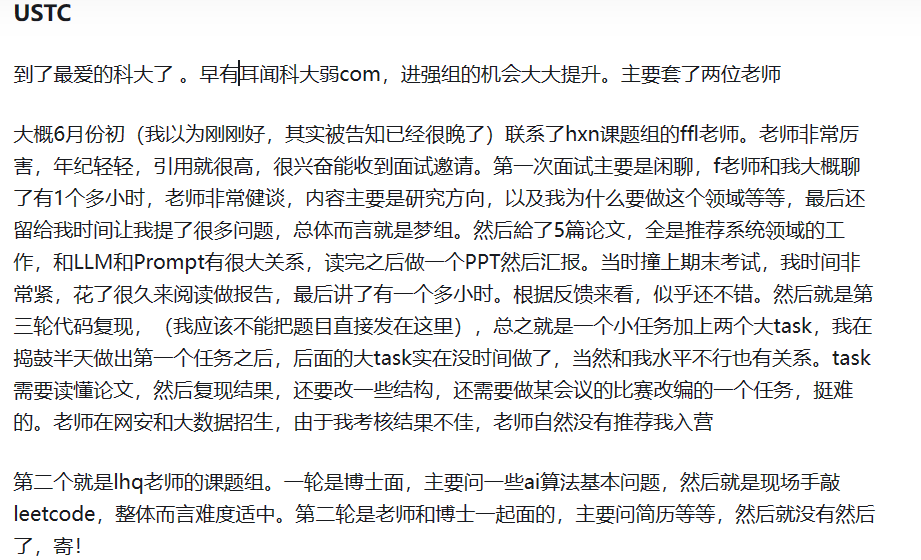 USTC
到了最爱的科大了 。早有耳闻科大弱com，进强组的机会大大提升。主要套了两位老师
大概6月份初（我以为刚刚好，其实被告知已经很晚了）联系了hxn课题组的ffl老师。老师非常厉
害，年纪轻轻，引用就很高，很兴奋能收到面试邀请。第一次面试主要是闲聊，f老师和我大概聊
了有1个多小时，老师非常健谈，内容主要是研究方向，以及我为什么要做这个领域等等，最后还
留给我时间让我提了很多问题，总体而言就是梦组。然后給了5篇论文，全是推荐系统领域的工
作，和LLM和Prompt有很大关系，读完之后做一个PPT然后汇报。当时撞上期末考试，我时间非
常紧，花了很久来阅读做报告，最后讲了有一个多小时。根据反馈来看，似乎还不错。然后就是第
三轮代码复现，（我应该不能把题目直接发在这里），总之就是一个小任务加上两个大task，我在
捣鼓半天做出第一个任务之后，后面的大task实在没时间做了，当然和我水平不行也有关系。task
需要读懂论文，然后复现结果，还要改一些结构，还需要做某会议的比赛改编的一个任务，挺难
的。老师在网安和大数据招生，由于我考核结果不佳，老师自然没有推荐我入营
第二个就是lhq老师的课题组。一轮是博士面，主要问一些ai算法基本问题，然后就是现场手敲
leetcode，整体而言难度适中。第二轮是老师和博士一起面的，主要问简历等等，然后就没有然后
了，寄！